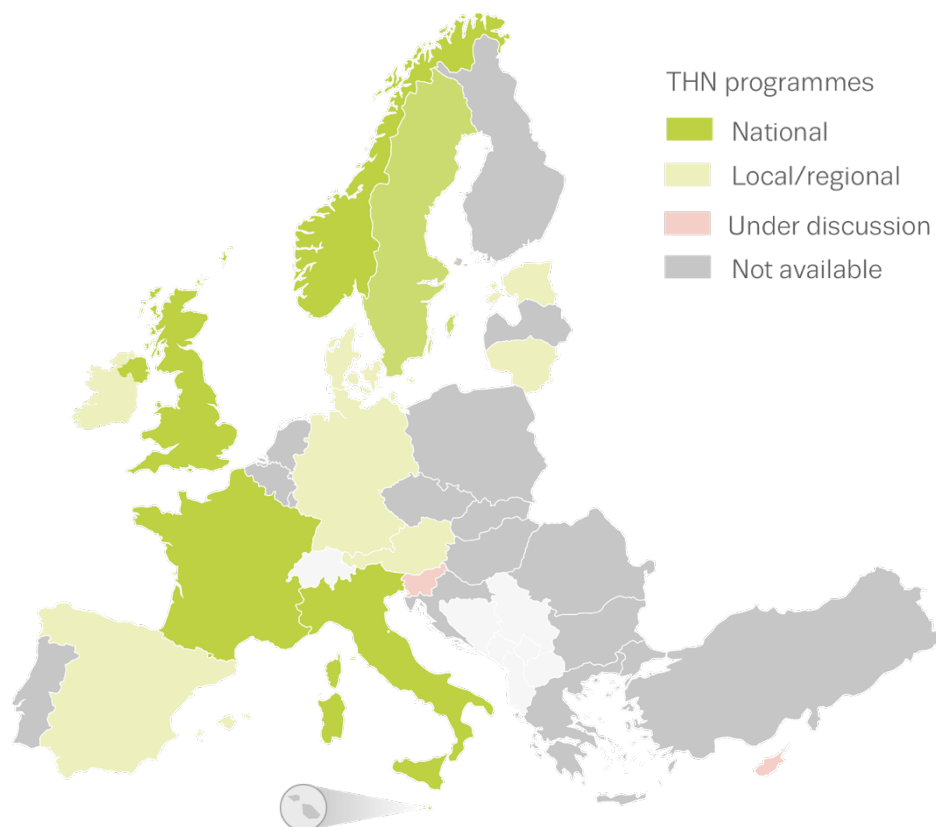 THN programmes
National
Local/regional
Under discussion
Not available